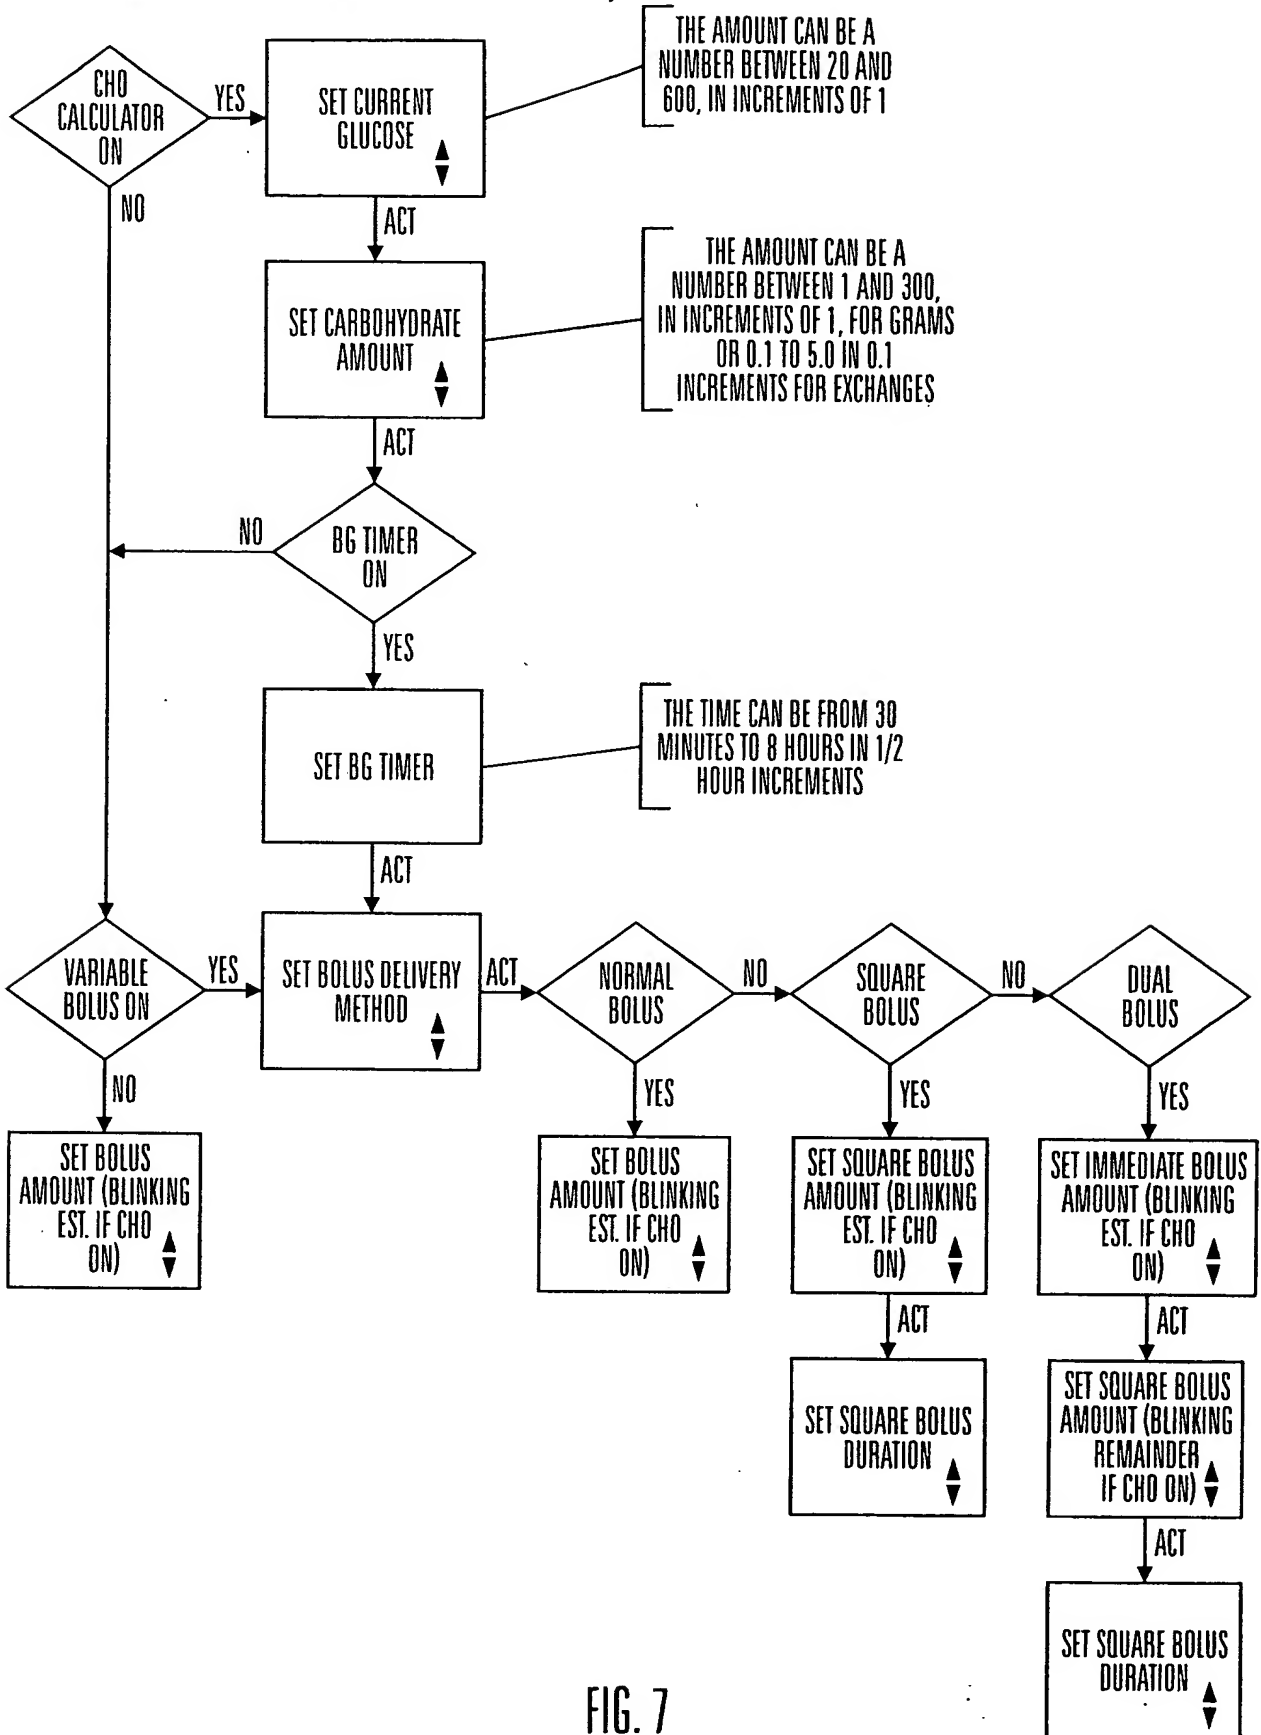 THE AMOUNT CAN BE A
NUMBER BETWEEN 20 AND
600, IN INCREMENTS OF 1
CHO
CALCULATOR
ON
YES
SET CURRENT
GLUCOSE
NO
ACT
THE AMOUNT CAN BE A
NUMBER BETWEEN 1 AND 300,
IN INCREMENTS OF 1, FOR GRAMS
OR 0.1 TO 5.0 IN 0.1
INCREMENTS FOR EXCHANGES
SET CARBOHYDRATE
AMOUNT
ACT
NO
BG TIMER
ON
YES
THE TIME CAN BE FROM 30
MINUTES TO 8 HOURS IN 1/2
HOUR INCREMENTS
SET BG TIMER
ACT
VARIABLE
BOLUS ON
YES
SET BOLUS DELIVERY
METHOD
ACT
NORMAL
BOLUS
NO
SQUARE
BOLUS
NO
DUAL
BOLUS
NO
YES
YES
YES
SET BOLUS
AMOUNT (BLINKING
EST. IF CHO
ON)
SET BOLUS
AMOUNT (BLINKING
EST. IF CHO
ON)
SET SQUARE BOLUS
AMOUNT (BLINKING
EST. IF CHO
ON)
SET IMMEDIATE BOLUS
AMOUNT (BLINKING
EST. IF CHO
ON)
ACT
ACT
SET SQUARE BOLUS
DURATION
SET SQUARE BOLUS
AMOUNT (BLINKING
REMAINDER
IF CHO ON)
ACT
SET SQUARE BOLUS
DURATION
FIG. 7